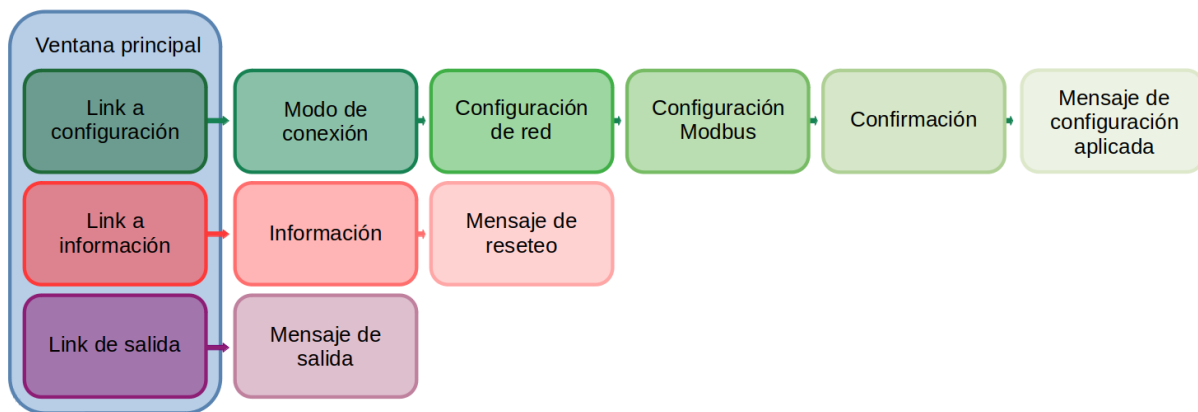 Ventana principal
Link a
configuración
Modo de
conexión
Configuración
de red
Configuración
Modbus
Confirmación
Mensaje de
configuración
aplicada
Link a
información
Información
Mensaje de
reseteo
Link de salida
Mensaje de
salida